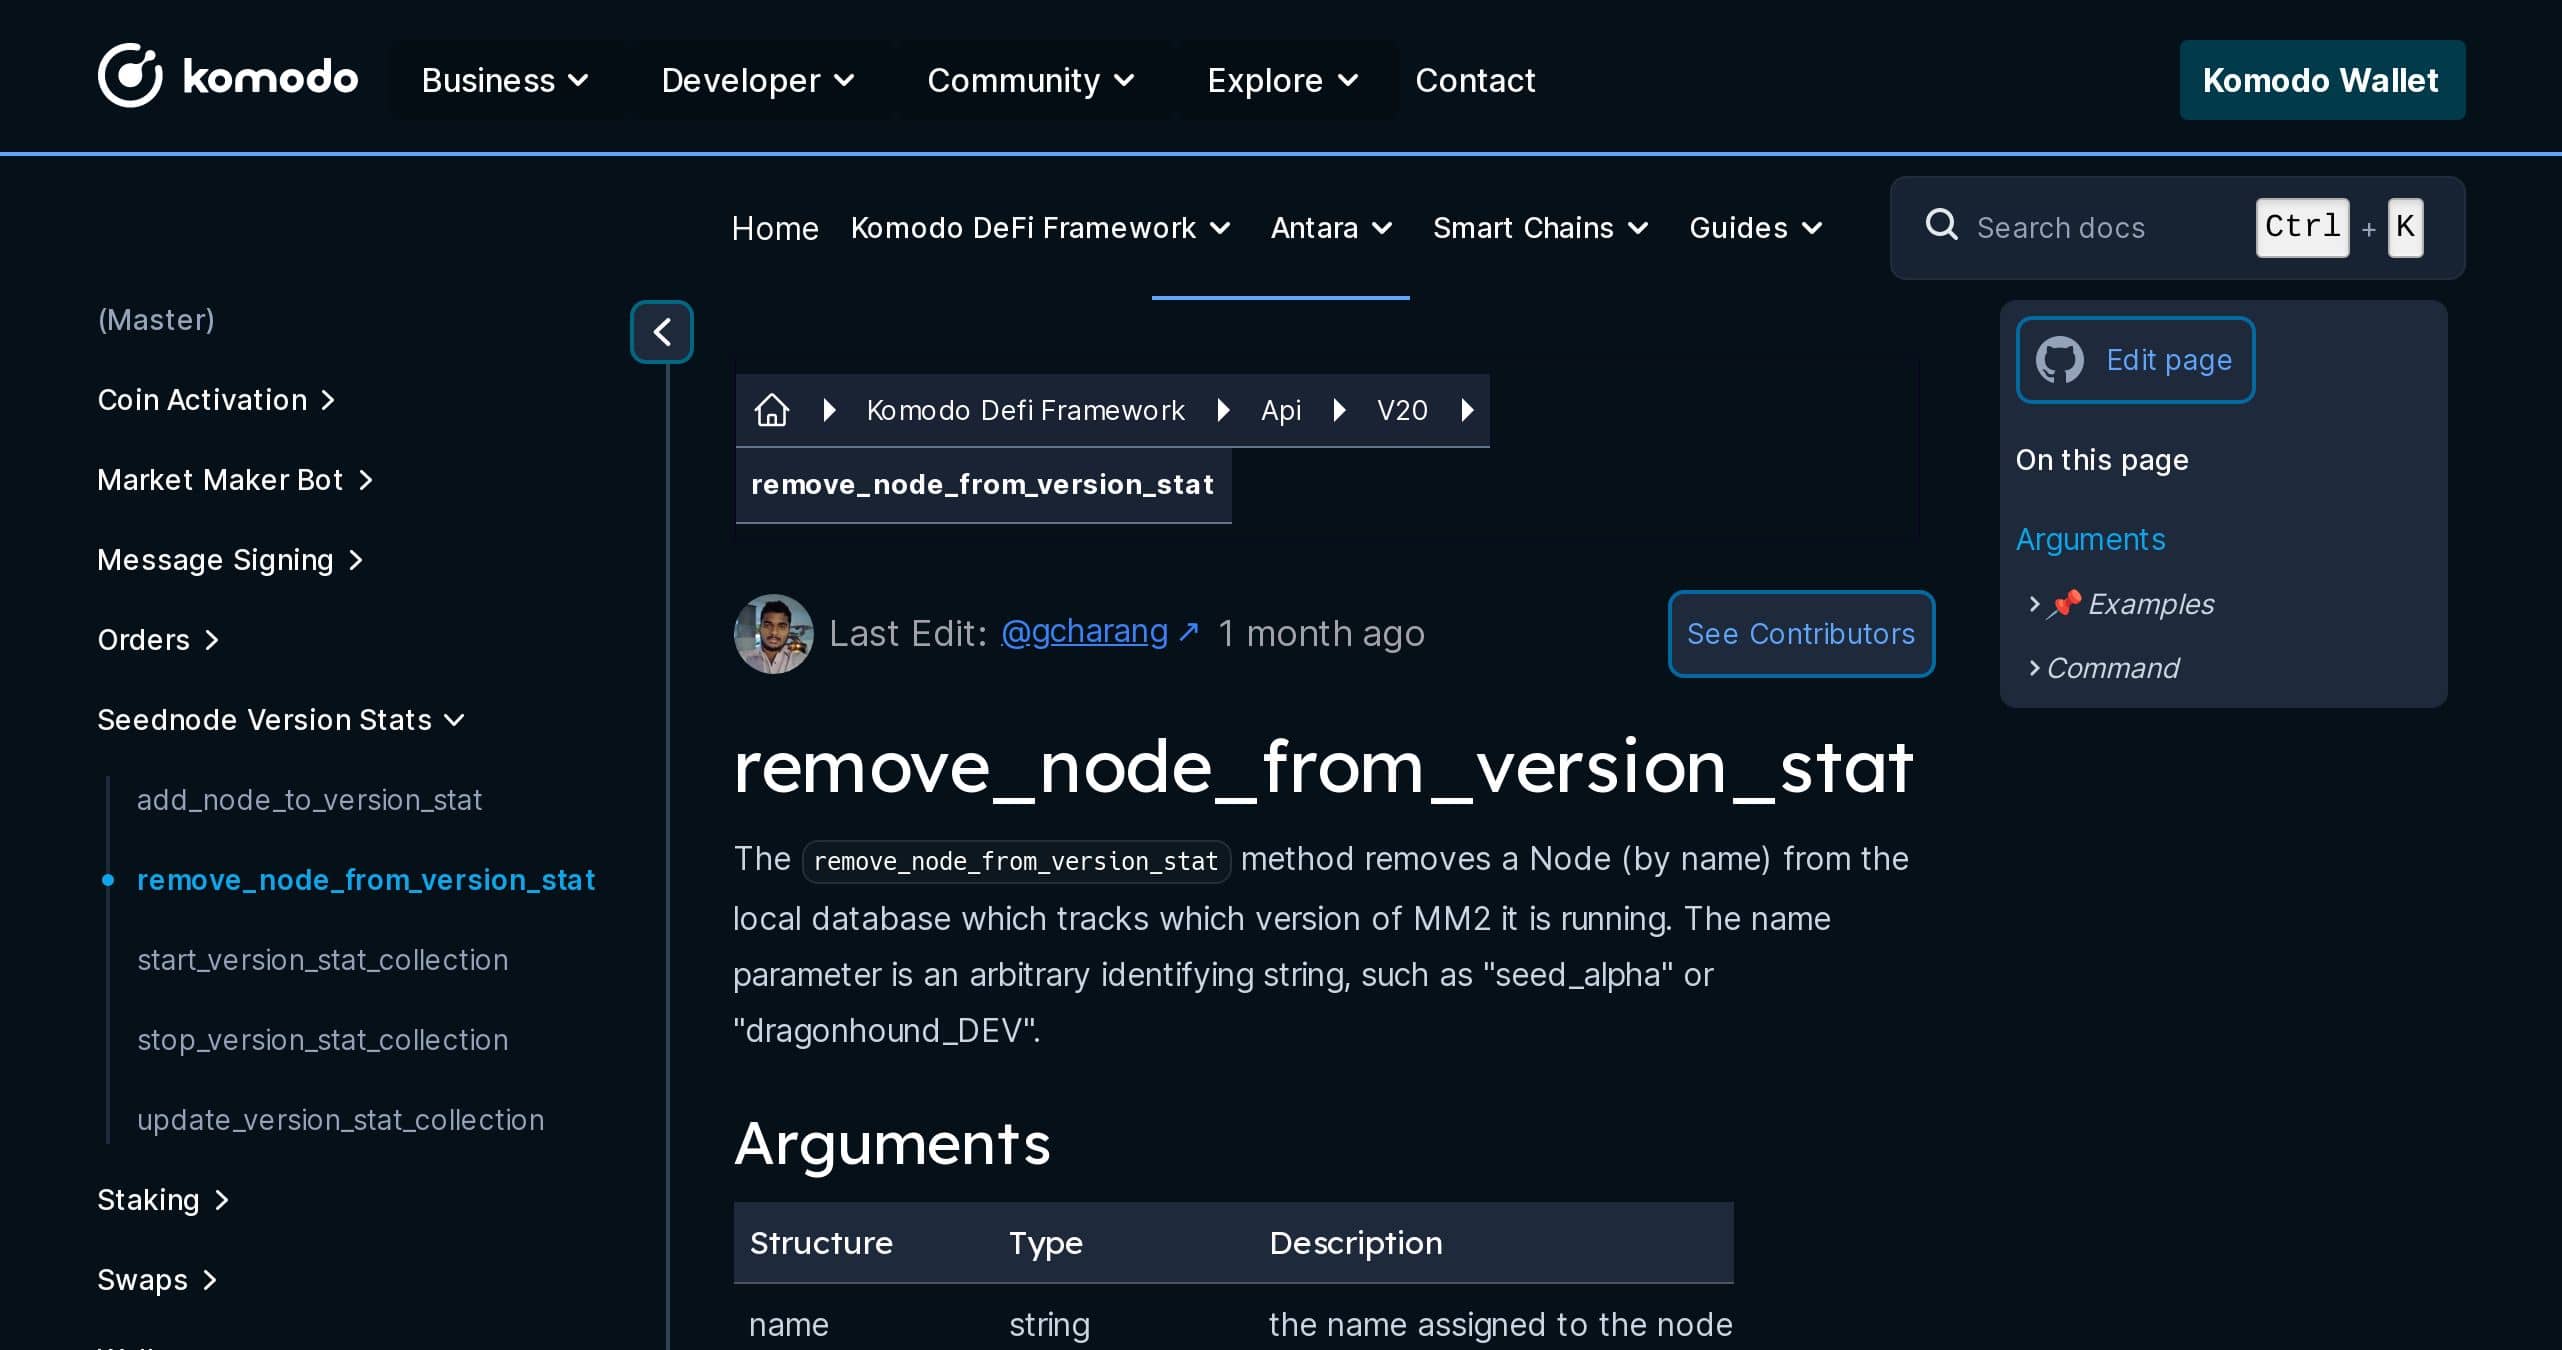 komodo Business Developer Community Explore Contact Komodo Wallet
Home Komodo DeFi Framework Antara Smart Chains Guides Search docs Ctrl + K
(Master)
Coin Activation
Market Maker Bot
Message Signing
Orders
Seednode Version Stats
add_node_to_version_stat
remove_node_from_version_stat
start_version_stat_collection
stop_version_stat_collection
update_version_stat_collection
Staking
Swaps
Komodo Defi Framework Api V20
remove_node_from_version_stat
Last Edit: @gcharang ↗ 1 month ago See Contributors
remove_node_from_version_stat
The remove_node_from_version_stat method removes a Node (by name) from the
local database which tracks which version of MM2 it is running. The name
parameter is an arbitrary identifying string, such as "seed_alpha" or
"dragonhound_DEV".
Arguments
Structure Type Description
name string the name assigned to the node
Edit page
On this page
Arguments
📌 Examples
Command